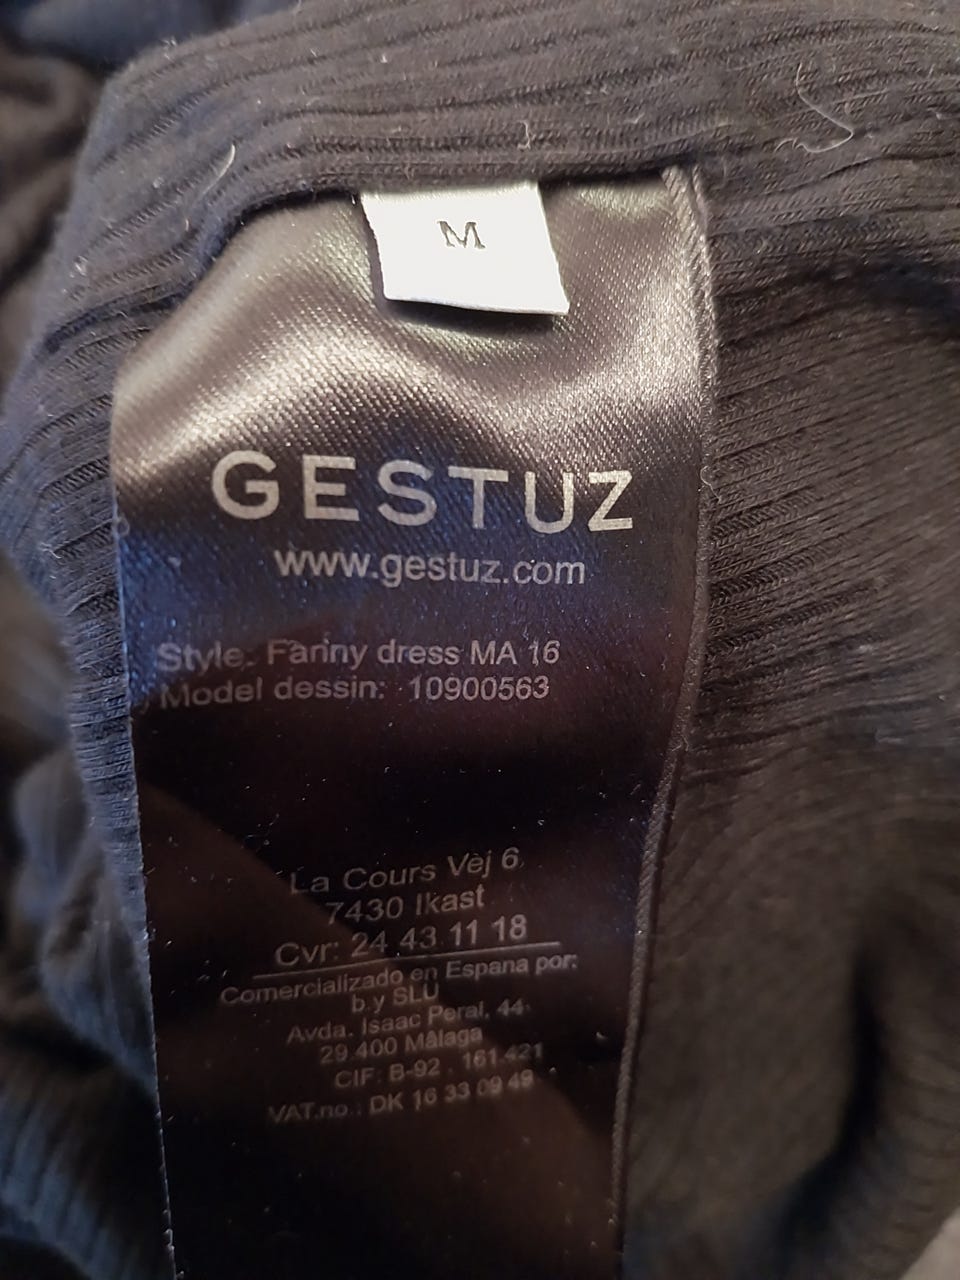 M
GESTUZ
www.gestuz.com
Style: Fanny dress MA 16
Model dessin: 10900563
La Cours Vej 6
7430 Ikast
Cvr: 24 43 11 18
Comercializado en Espana por:
b.y SLU
Avda. Isaac Peral, 44
29.400 Málaga
CIF: B-92 . 161.421
VAT.no.: DK 16 33 09 49